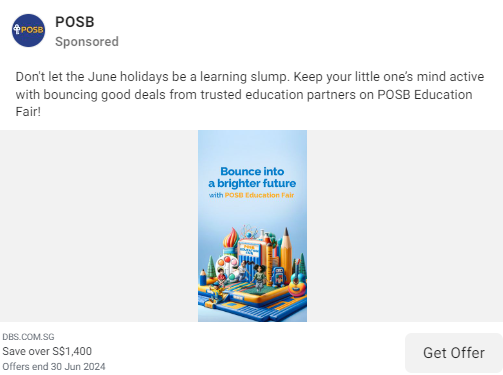 POSB
POSB
Sponsored
Don't let the June holidays be a learning slump. Keep your little one's mind active
with bouncing good deals from trusted education partners on POSB Education
Fair!
Bounce into
a brighter future
with POSB Education Fair
DBS.COM.SG
Save over S$1,400
Offers end 30 Jun 2024
Get Offer